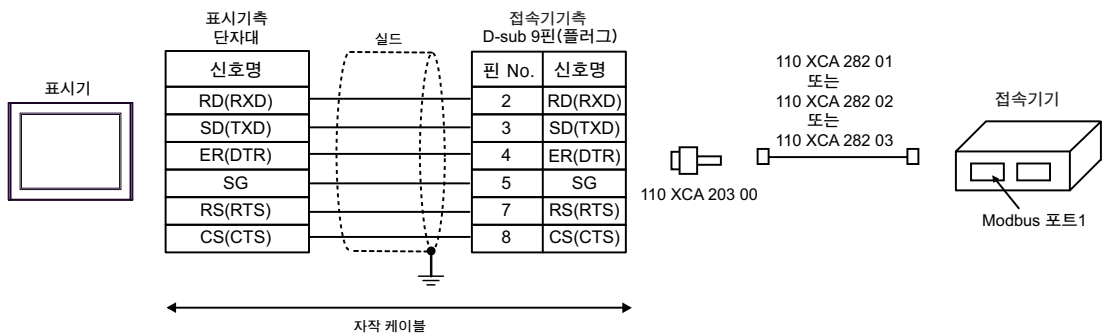 표시기
표시기측
단자대
신호명
RD(RXD)
SD(TXD)
ER(DTR)
SG
RS(RTS)
CS(CTS)
실드
접속기기측
D-sub 9핀(플러그)
핀 No. 신호명
2 RD(RXD)
3 SD(TXD)
4 ER(DTR)
5 SG
7 RS(RTS)
8 CS(CTS)
자작 케이블
110 XCA 203 00
110 XCA 282 01
또는
110 XCA 282 02
또는
110 XCA 282 03
접속기기
Modbus 포트1